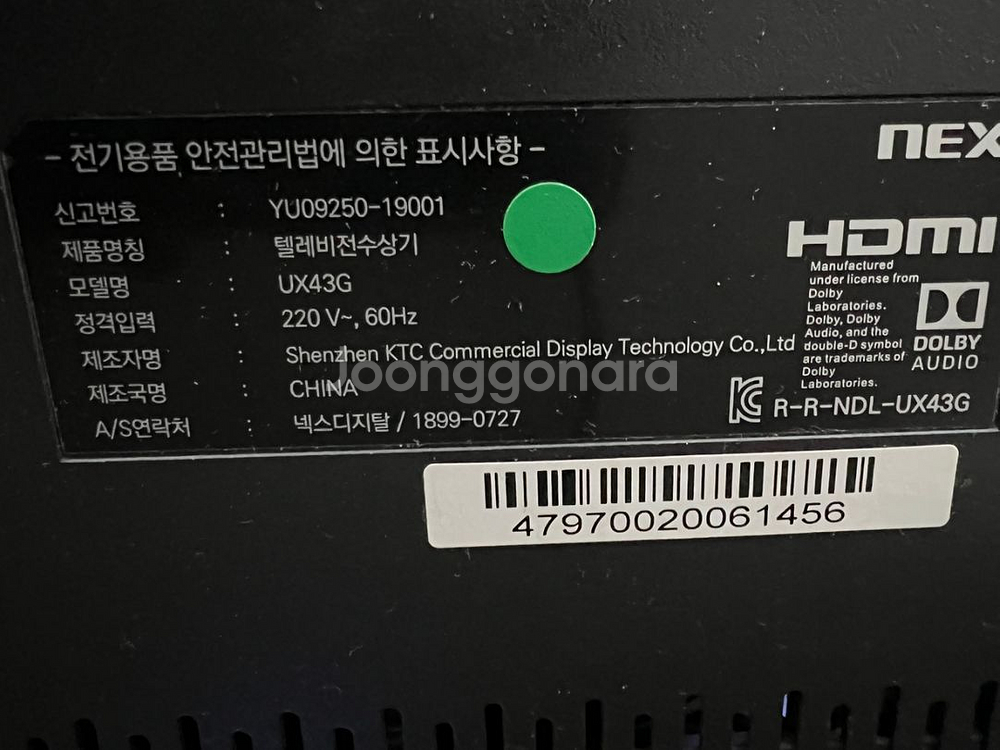 - 전기용품 안전관리법에 의한 표시사항 -
신고번호 : YU09250-19001
제품명칭 : 텔레비전수상기
모델명 : UX43G
정격입력 : 220 V~, 60Hz
제조자명 : Shenzhen KTC Commercial Display Technology Co.,Ltd
제조국명 : CHINA
A/S연락처 : 넥스디지탈 / 1899-0727
Joonggonara
NEX
HDMI
Manufactured
under license from
Dolby
Laboratories.
Dolby, Dolby
Audio, and the
double-D symbol
are trademarks of
Dolby
Laboratories.
DOLBY
AUDIO
R-R-NDL-UX43G
47970020061456